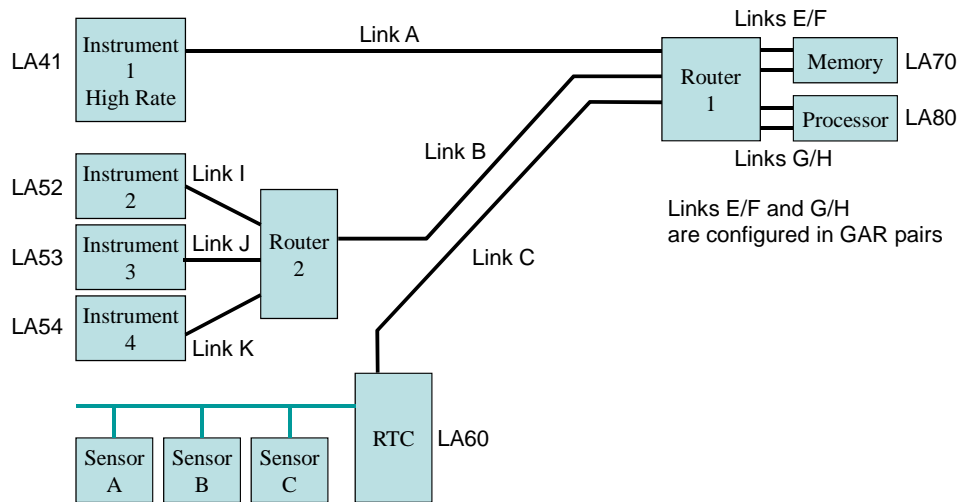 Links E/F
Link A
LA41
Instrument
1
High Rate
Router
1
Memory
LA70
Processor
LA80
Links G/H
Link B
LA52
Instrument
2
Link I
Links E/F and G/H
are configured in GAR pairs
LA53
Instrument
3
Link J
Router
2
Link C
LA54
Instrument
4
Link K
RTC
LA60
Sensor
A
Sensor
B
Sensor
C